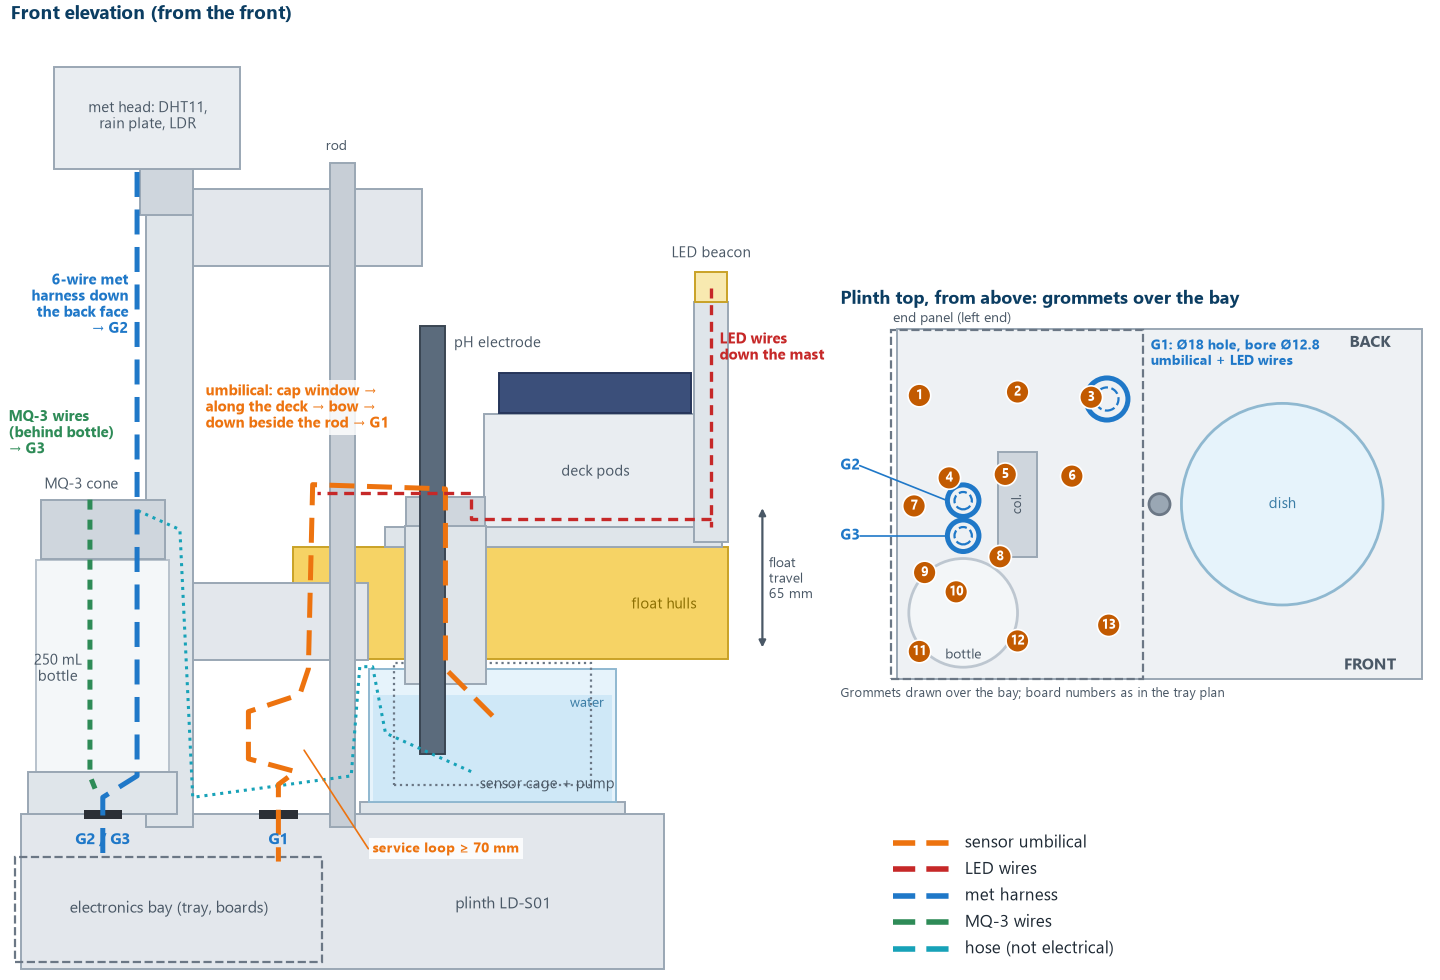 Front elevation (from the front)
met head: DHT11,
rain plate, LDR
rod
LED beacon
6-wire met
harness down
the back face
→ G2
pH electrode
LED wires
down the mast
umbilical: cap window →
along the deck → bow →
down beside the rod → G1
MQ-3 wires
(behind bottle)
→ G3
MQ-3 cone
deck pods
float
travel
65 mm
float hulls
250 mL
bottle
water
sensor cage + pump
G2 / G3
G1
service loop ≥ 70 mm
electronics bay (tray, boards)
plinth LD-S01
Plinth top, from above: grommets over the bay
end panel (left end)
G1: Ø18 hole, bore Ø12.8
umbilical + LED wires
BACK
1
2
3
G2
4
5
6
7
col.
dish
G3
8
9
10
11
12
13
bottle
FRONT
Grommets drawn over the bay; board numbers as in the tray plan
sensor umbilical
LED wires
met harness
MQ-3 wires
hose (not electrical)